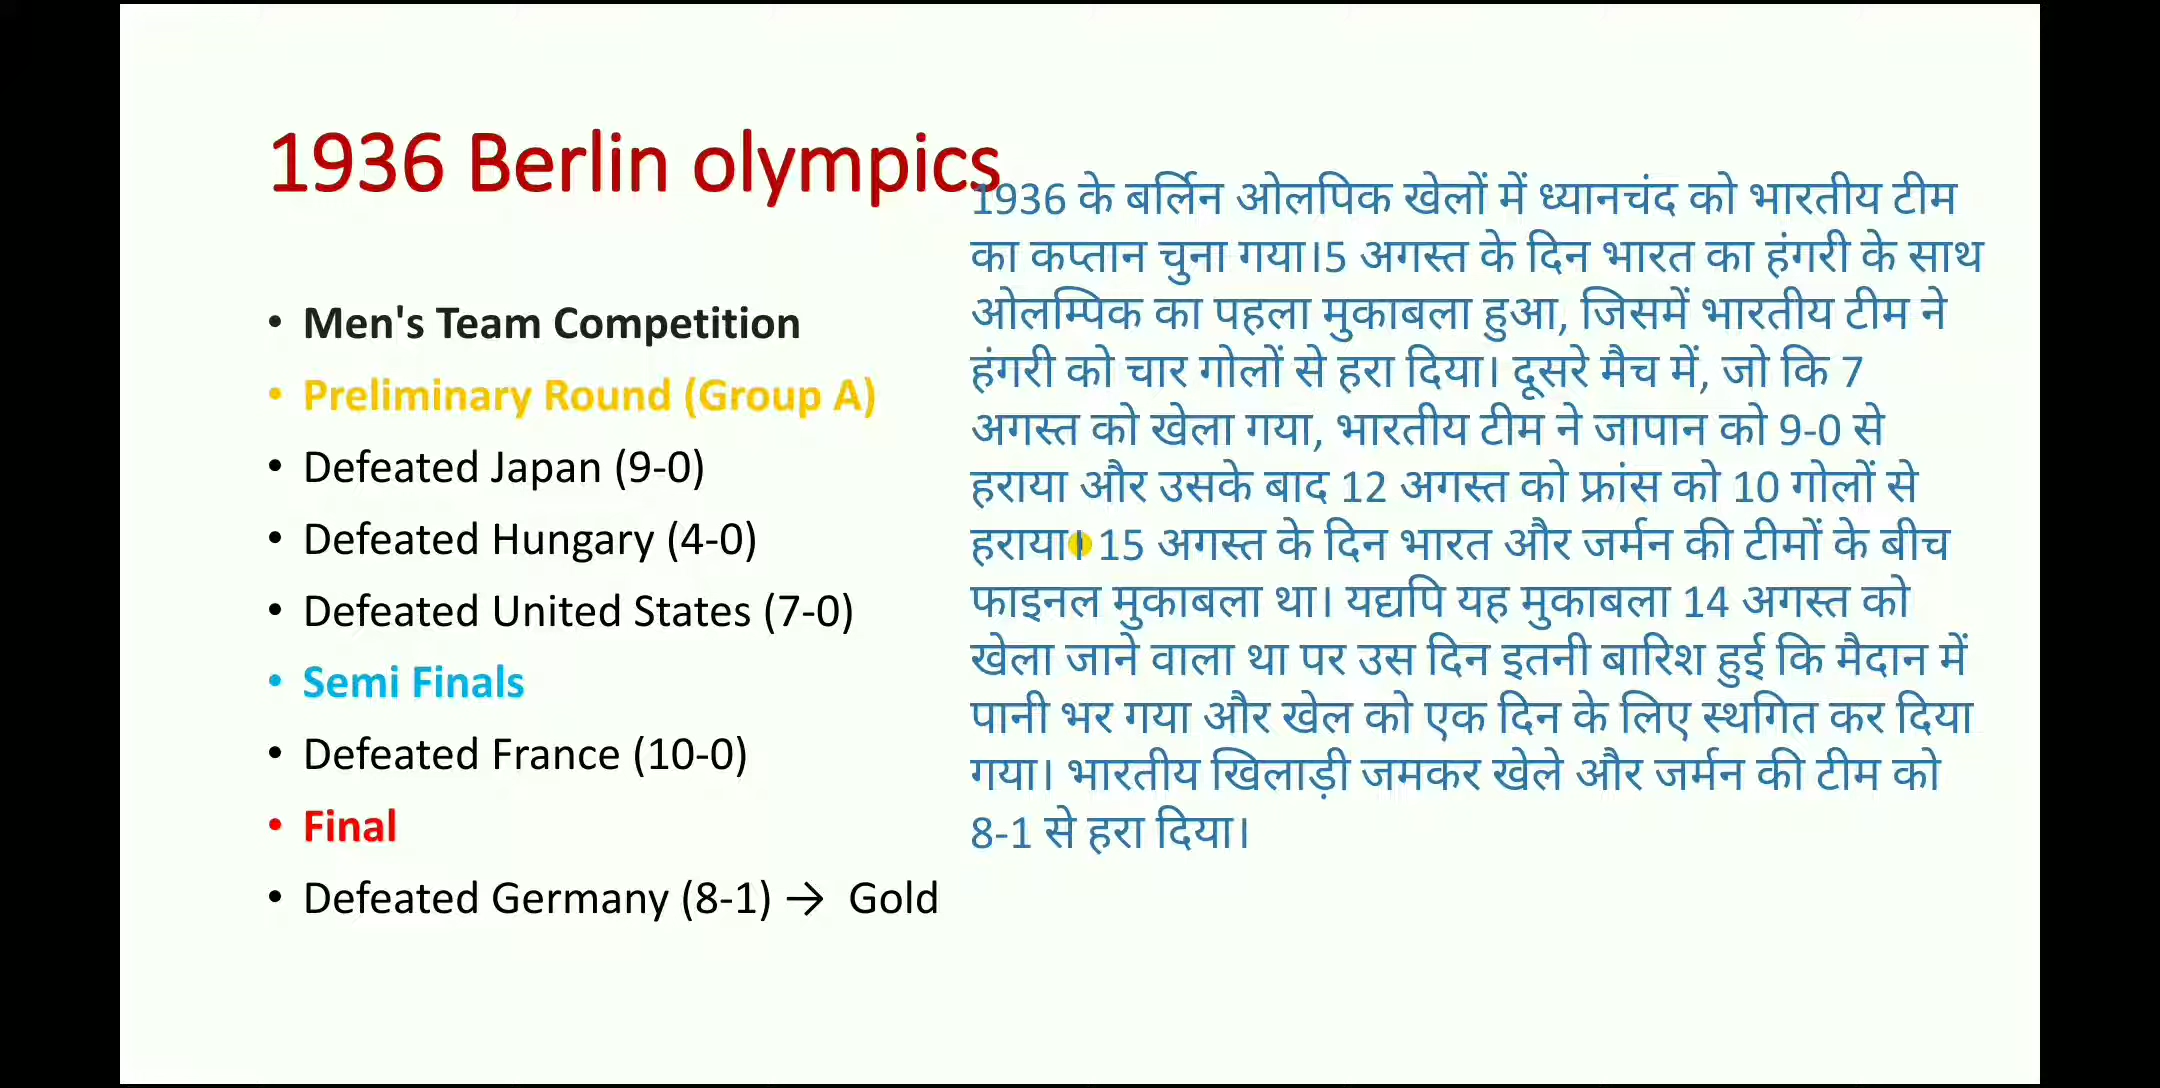 1936 Berlin olympics
• Men's Team Competition
• Preliminary Round (Group A)
• Defeated Japan (9-0)
• Defeated Hungary (4-0)
• Defeated United States (7-0)
• Semi Finals
• Defeated France (10-0)
• Final
• Defeated Germany (8-1) → Gold
1936 के बर्लिन ओलपिक खेलों में ध्यानचंद को भारतीय टीम
का कप्तान चुना गया।5 अगस्त के दिन भारत का हंगरी के साथ
ओलम्पिक का पहला मुकाबला हुआ, जिसमें भारतीय टीम ने
हंगरी को चार गोलों से हरा दिया। दूसरे मैच में, जो कि 7
अगस्त को खेला गया, भारतीय टीम ने जापान को 9-0 से
हराया और उसके बाद 12 अगस्त को फ्रांस को 10 गोलों से
हराया। 15 अगस्त के दिन भारत और जर्मन की टीमों के बीच
फाइनल मुकाबला था। यद्यपि यह मुकाबला 14 अगस्त को
खेला जाने वाला था पर उस दिन इतनी बारिश हुई कि मैदान में
पानी भर गया और खेल को एक दिन के लिए स्थगित कर दिया
गया। भारतीय खिलाड़ी जमकर खेले और जर्मन की टीम को
8-1 से हरा दिया।